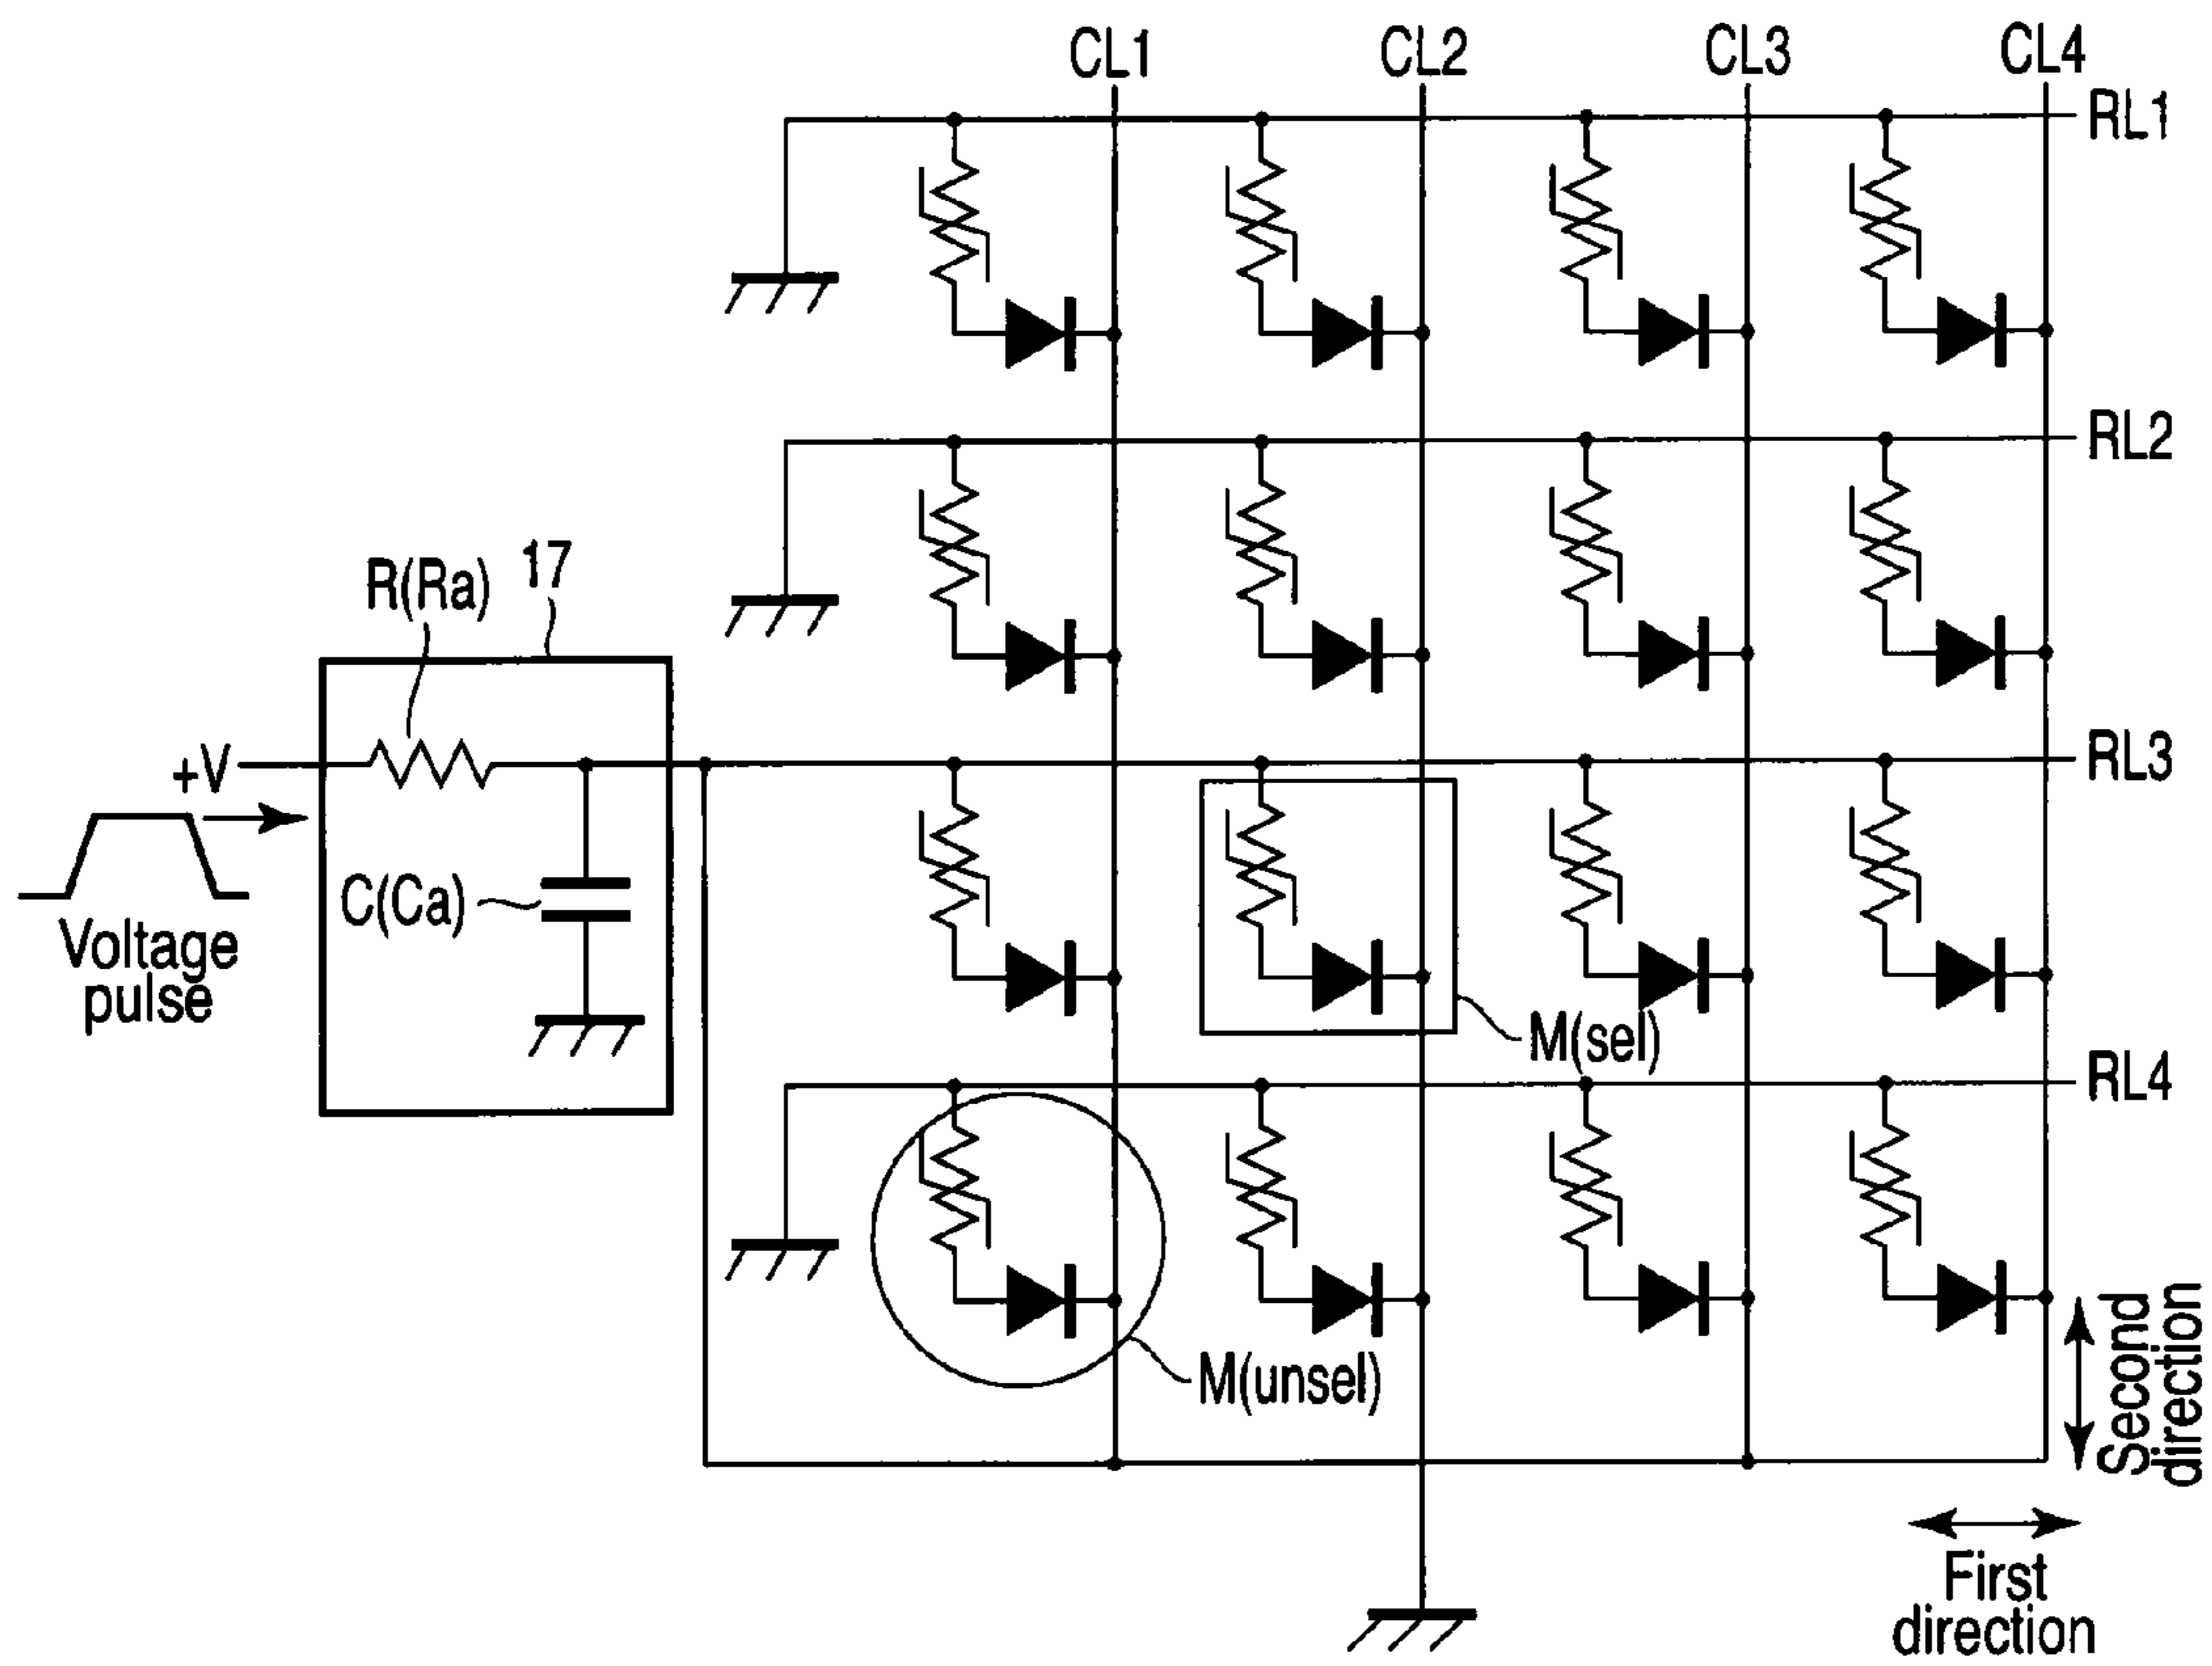 CL1
CL2
CL3
CL4
RL1
RL2
R(Ra)
17
+V
RL3
C(Ca)
Voltage
pulse
M(sel)
RL4
M(unsel)
Second
direction
First
direction